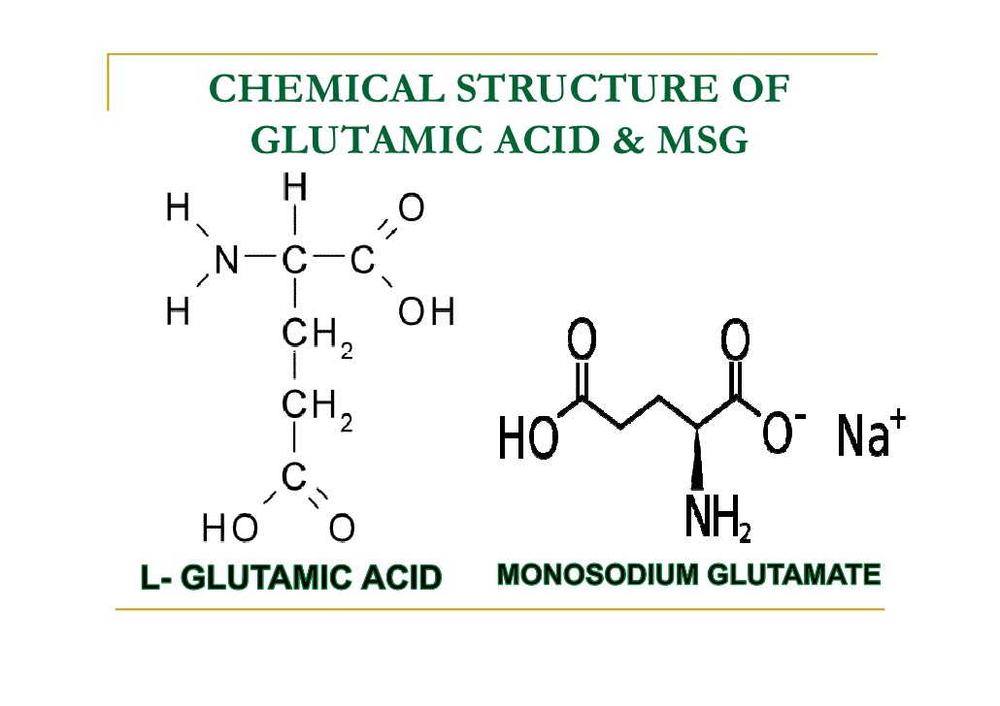 CHEMICAL STRUCTURE OF
GLUTAMIC ACID & MSG
H
H O
N C C
H OH
CH₂
CH₂
C
HO O
L- GLUTAMIC ACID
O O
HO O⁻ Na⁺
NH₂
MONOSODIUM GLUTAMATE